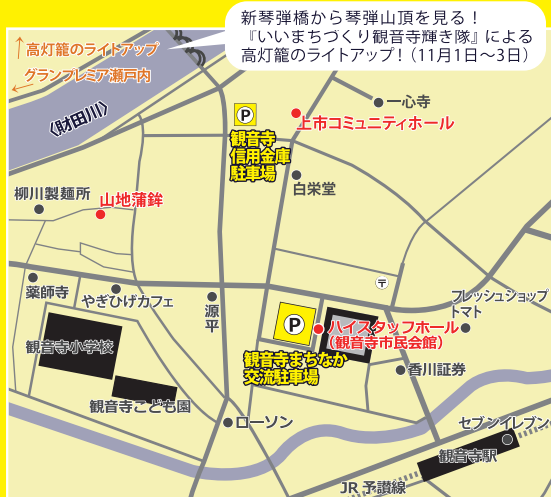 新琴弾橋から琴弾山頂を見る!
『いいまちづくり観音寺輝き隊』による
高灯籠のライトアップ!(11月1日〜3日)
高灯籠のライトアップ
グランプレミア瀬戸内
〈財田川〉
P
観音寺
信用金庫
駐車場
一心寺
上市コミュニティホール
白栄堂
柳川製麺所
山地蒲鉾
薬師寺
やぎひげカフェ
源平
〒
フレッシュショップ
トマト
P
ハイスタッフホール
(観音寺市民会館)
観音寺まちなか
交流駐車場
観音寺小学校
香川証券
観音寺こども園
ローソン
セブンイレブン
観音寺駅
JR予讃線